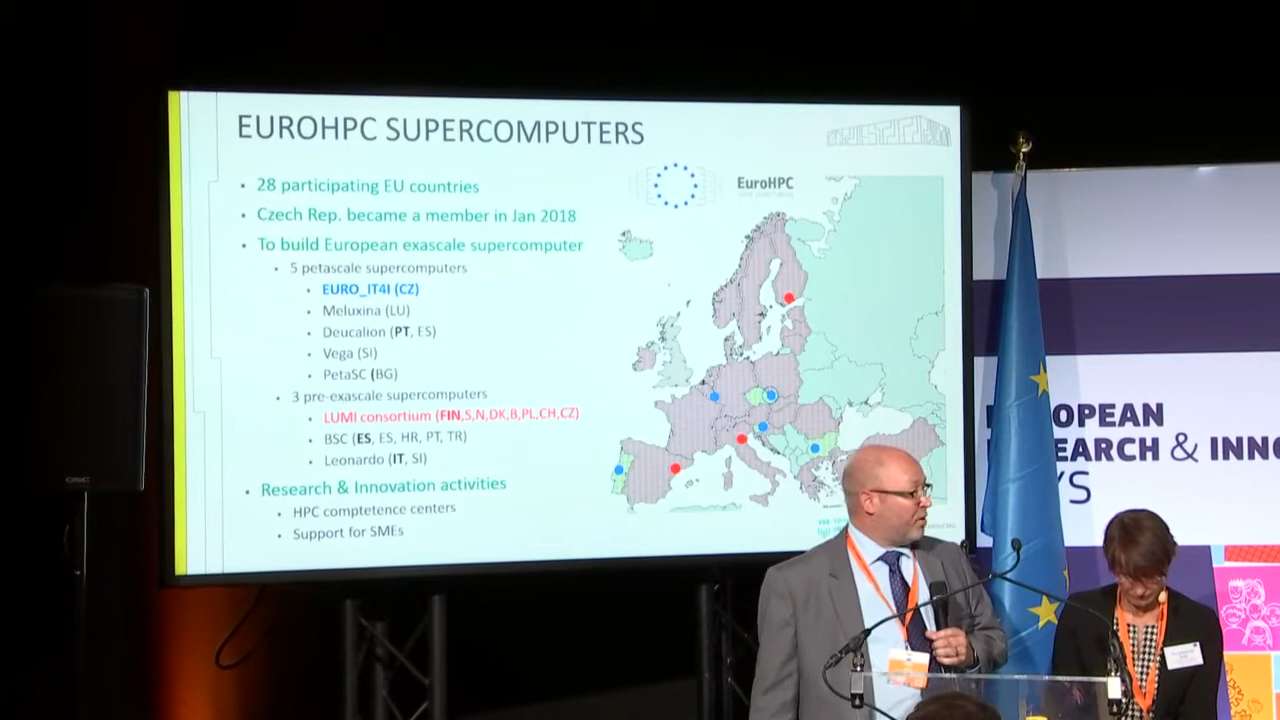 EUROHPC SUPERCOMPUTERS
28 participating EU countries
Czech Rep. became a member in Jan 2018
To build European exascale supercomputer
5 petascale supercomputers
EURO_IT4I (CZ)
Meluxina (LU)
Deucalion (PT, ES)
Vega (SI)
PetaSC (BG)
3 pre-exascale supercomputers
LUMI consortium (FIN,S,N,DK,B,PL,CH,CZ)
BSC (ES, ES, HR, PT, TR)
Leonardo (IT, SI)
Research & Innovation activities
HPC comptetence centers
Support for SMEs
EuroHPC
OPEAN
EARCH & INNO
YS